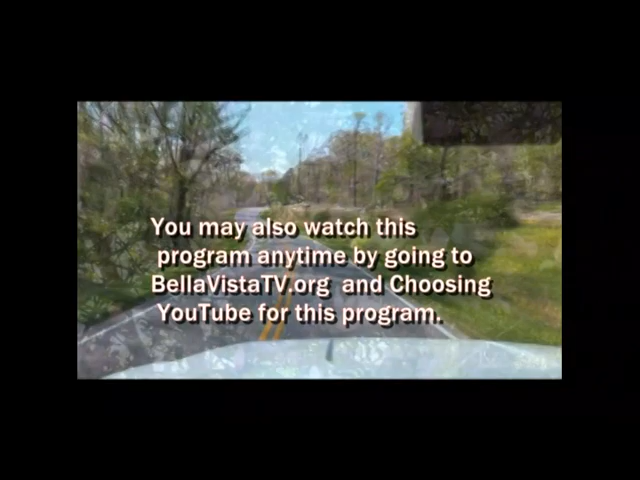 You may also watch this
program anytime by going to
BellaVistaTV.org and Choosing
YouTube for this program.